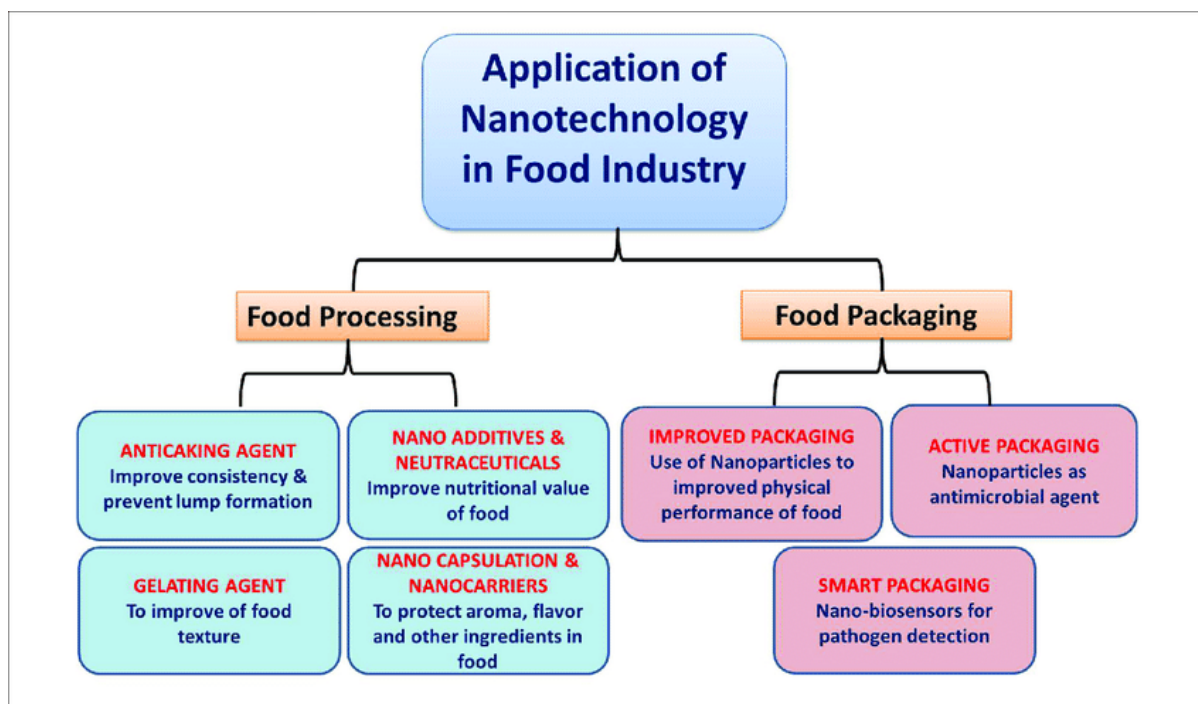 Application of
Nanotechnology
in Food Industry
Food Processing
Food Packaging
ANTICAKING AGENT
Improve consistency &
prevent lump formation
NANO ADDITIVES &
NEUTRACEUTICALS
Improve nutritional value
of food
GELATING AGENT
To improve of food
texture
NANO CAPSULATION &
NANOCARRIERS
To protect aroma, flavor
and other ingredients in
food
IMPROVED PACKAGING
Use of Nanoparticles to
improved physical
performance of food
ACTIVE PACKAGING
Nanoparticles as
antimicrobial agent
SMART PACKAGING
Nano-biosensors for
pathogen detection